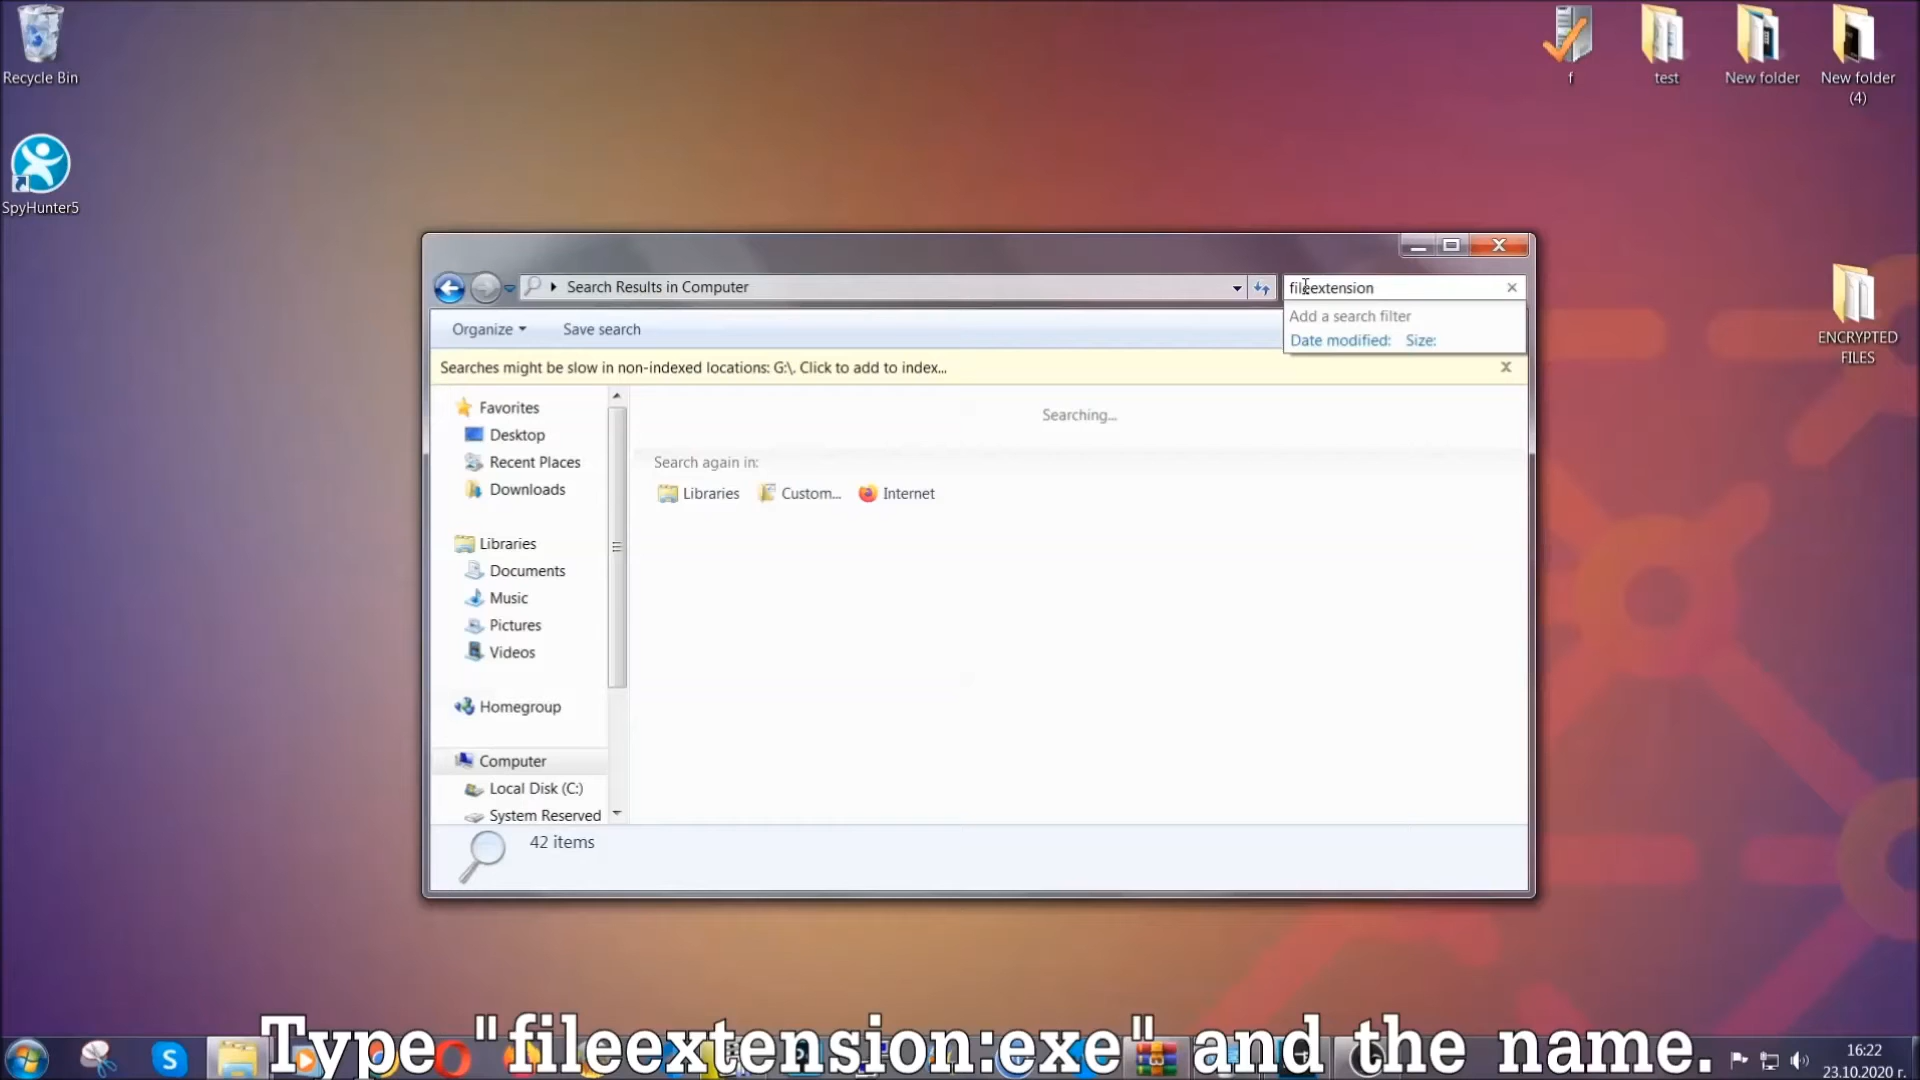 Recycle Bin
SpyHunter5
f
test
New folder
New folder
(4)
ENCRYPTED
FILES
Search Results in Computer
fileextension
Add a search filter
Date modified: Size:
Organize
Save search
Searches might be slow in non-indexed locations: G:\. Click to add to index...
Favorites
Desktop
Recent Places
Downloads
Libraries
Documents
Music
Pictures
Videos
Homegroup
Computer
Local Disk (C:)
System Reserved
Searching...
Search again in:
Libraries
Custom...
Internet
42 items
Type "fileextension:exe" and the name.
16:22
23.10.2020 г.